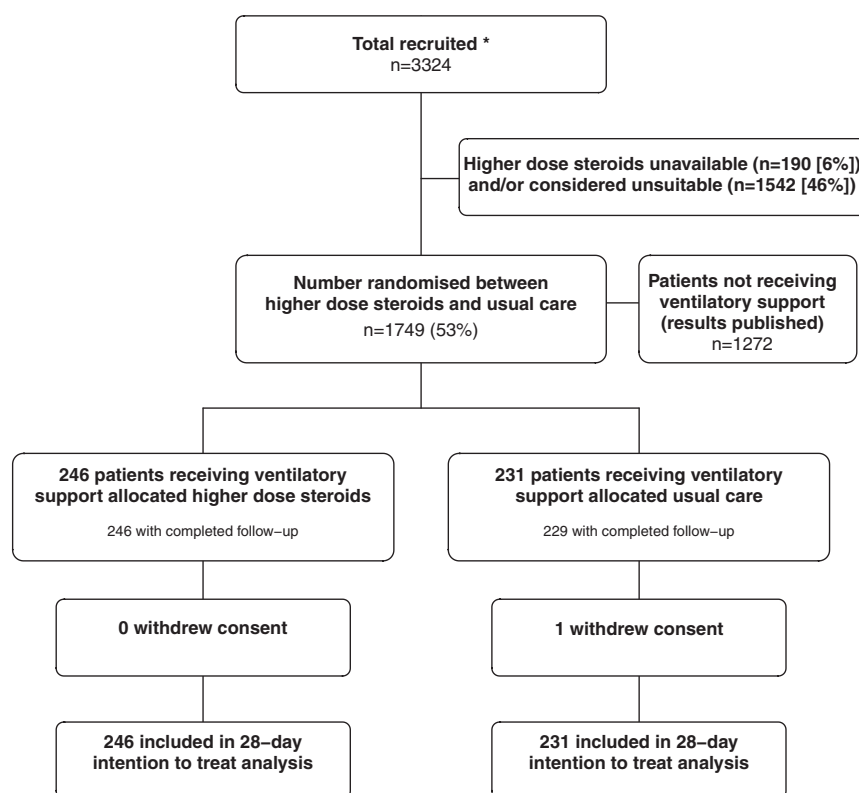 Total recruited *
n=3324
Higher dose steroids unavailable (n=190 [6%])
and/or considered unsuitable (n=1542 [46%])
Number randomised between
higher dose steroids and usual care
n=1749 (53%)
Patients not receiving
ventilatory support
(results published)
n=1272
246 patients receiving ventilatory
support allocated higher dose steroids
246 with completed follow−up
231 patients receiving ventilatory
support allocated usual care
229 with completed follow−up
0 withdrew consent
1 withdrew consent
246 included in 28−day
intention to treat analysis
231 included in 28−day
intention to treat analysis